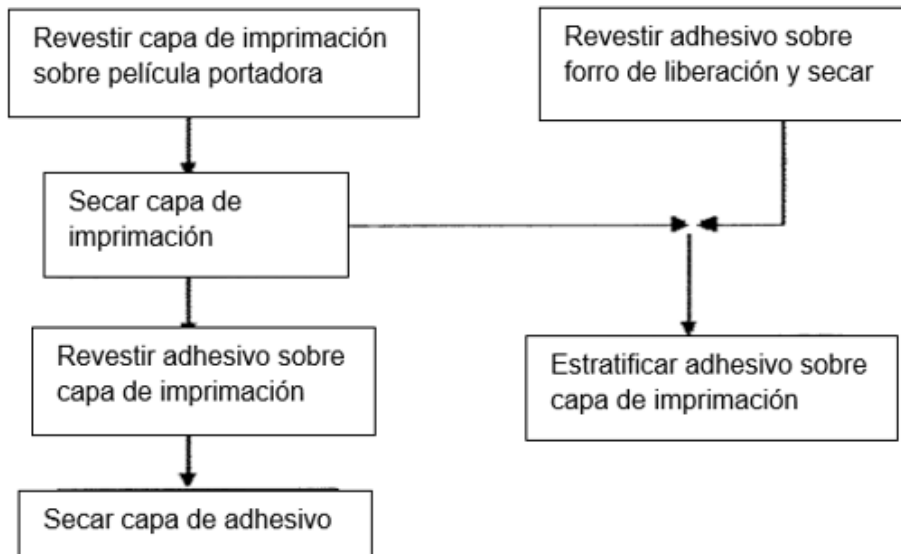 Revestir capa de imprimación
sobre película portadora
Revestir adhesivo sobre
forro de liberación y secar
Secar capa de
imprimación
Revestir adhesivo sobre
capa de imprimación
Estratificar adhesivo sobre
capa de imprimación
Secar capa de adhesivo